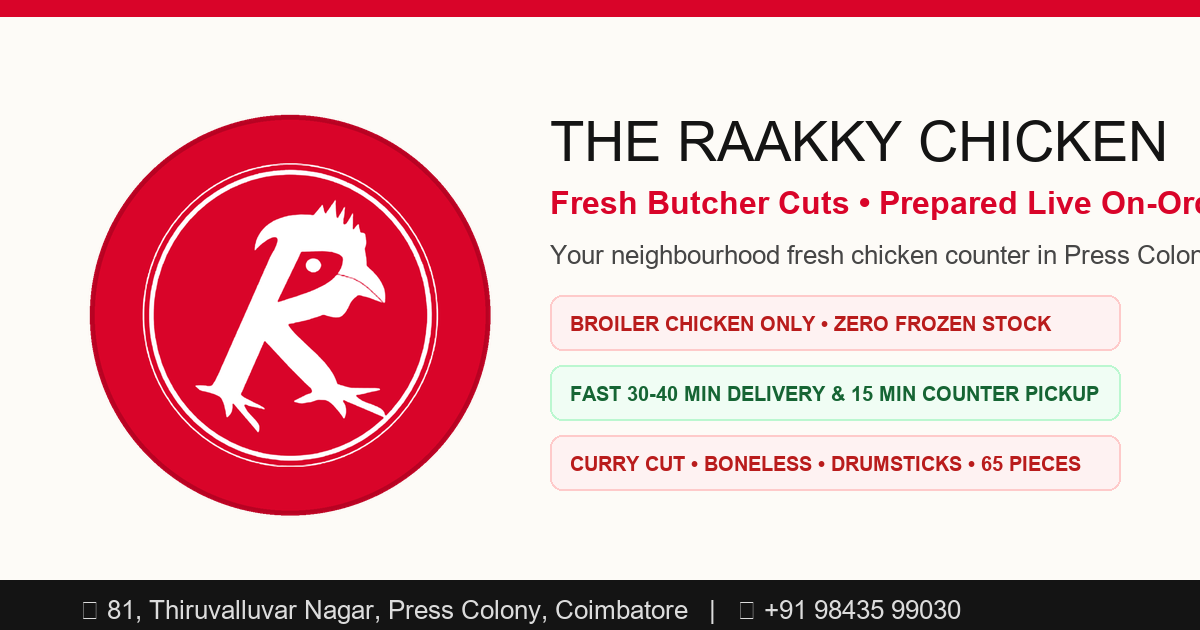 THE RAAKKY CHICKEN
Fresh Butcher Cuts • Prepared Live On-Or
Your neighbourhood fresh chicken counter in Press Colon
BROILER CHICKEN ONLY • ZERO FROZEN STOCK
FAST 30-40 MIN DELIVERY & 15 MIN COUNTER PICKUP
CURRY CUT • BONELESS • DRUMSTICKS • 65 PIECES
81, Thiruvalluvar Nagar, Press Colony, Coimbatore | +91 98435 99030